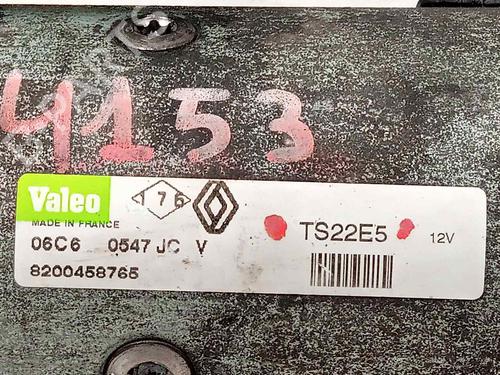 4153
Valeo
176
MADE IN FRANCE
TS22E5
12V
06C6 0547 JC V
8200458765